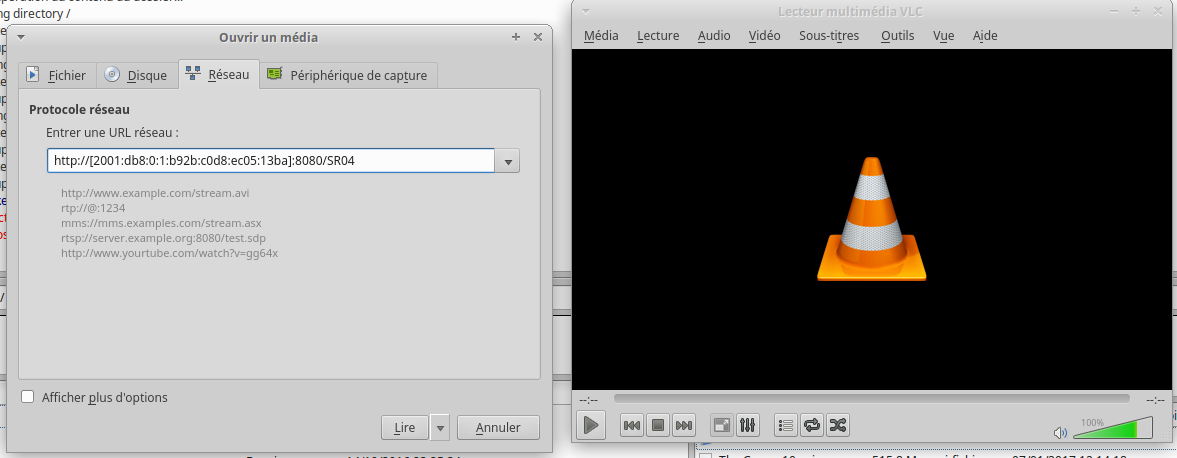 ng directory /
Ouvrir un média
Fichier
Disque
Réseau
Périphérique de capture
Protocole réseau
Entrer une URL réseau :
http://[2001:db8:0:1:b92b:c0d8:ec05:13ba]:8080/SR04
http://www.example.com/stream.avi
rtp://@:1234
mms://mms.examples.com/stream.asx
rtsp://server.example.org:8080/test.sdp
http://www.yourtube.com/watch?v=gg64x
Afficher plus d'options
Lire
Annuler
Lecteur multimédia VLC
Média Lecture Audio Vidéo Sous-titres Outils Vue Aide
--:-- --:--
100%